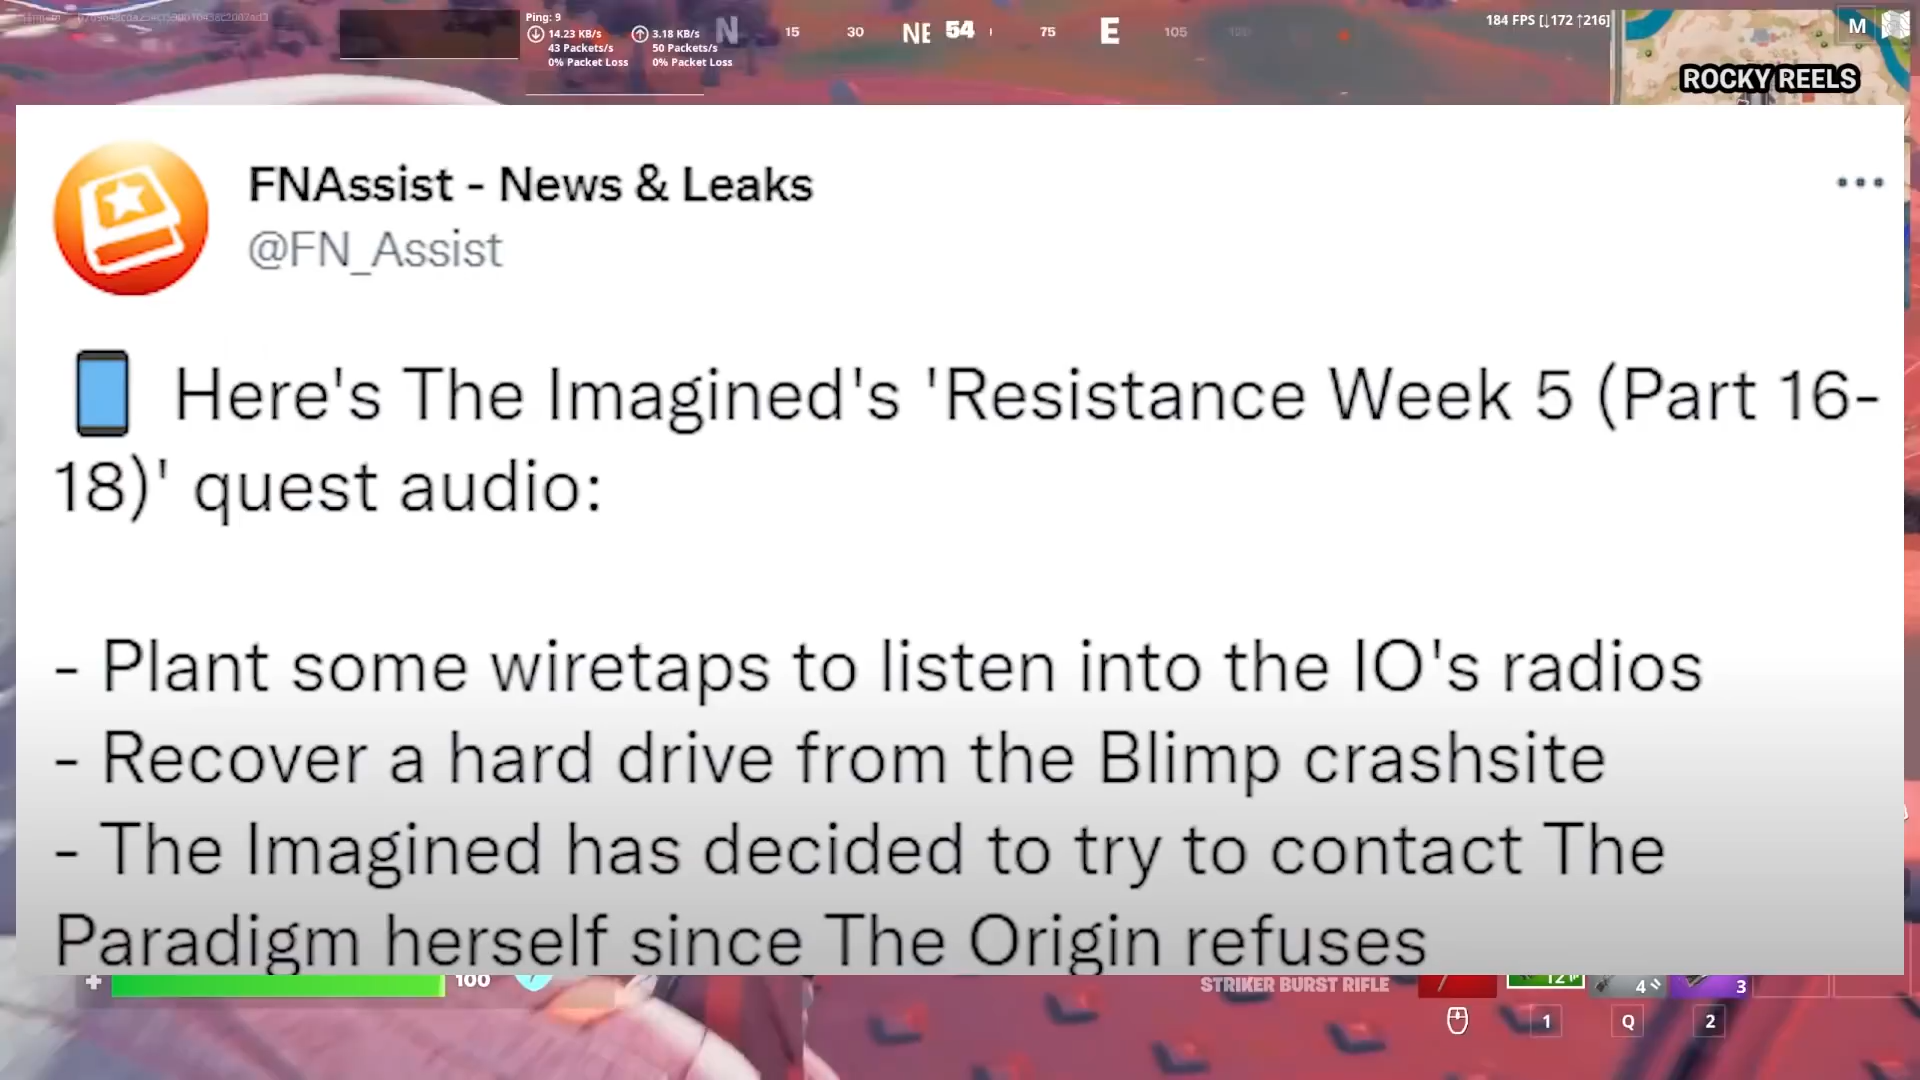 Ping: 9
14.23 KB/s
3.18 KB/s
43 Packets/s
50 Packets/s
0% Packet Loss
0% Packet Loss
N
15
30
NE
54
75
E
105
120
184 FPS [↓172 ↑216]
M
ROCKY REELS
FNAssist - News & Leaks
@FN_Assist
Here's The Imagined's 'Resistance Week 5 (Part 16-
18)' quest audio:
- Plant some wiretaps to listen into the IO's radios
- Recover a hard drive from the Blimp crashsite
- The Imagined has decided to try to contact The
Paradigm herself since The Origin refuses
100
STRIKER BURST RIFLE
12
4
3
1
Q
2